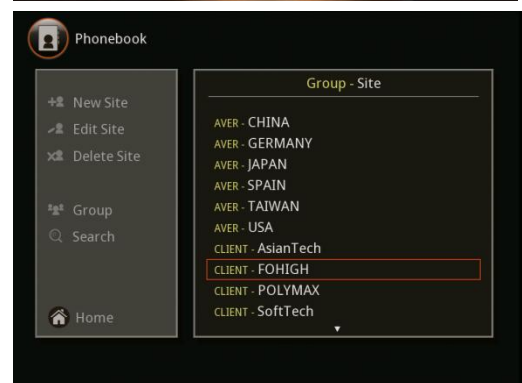 Phonebook
New Site
Edit Site
Delete Site
Group
Search
Home
Group - Site
AVER - CHINA
AVER - GERMANY
AVER - JAPAN
AVER - SPAIN
AVER - TAIWAN
AVER - USA
CLIENT - AsianTech
CLIENT - FOHIGH
CLIENT - POLYMAX
CLIENT - SoftTech